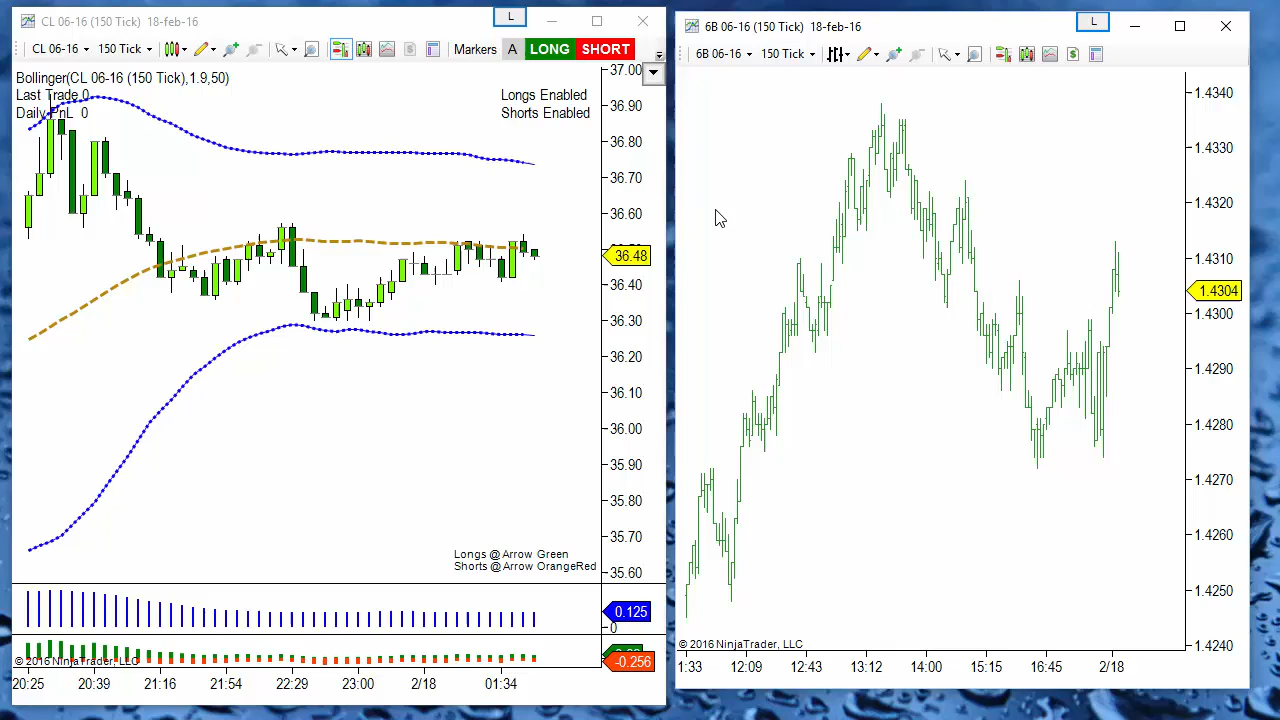 CL 06-16 (150 Tick)  18-feb-16
L
CL 06-16
150 Tick
Markers
A
LONG
SHORT
Bollinger(CL 06-16 (150 Tick),1.9,50)
Last Trade 0
Daily PnL  0
Longs Enabled
Shorts Enabled
37.00
36.90
36.80
36.70
36.60
36.48
36.40
36.30
36.20
36.10
36.00
35.90
35.80
35.70
35.60
Longs @Arrow Green
Shorts @Arrow OrangeRed
0.125
0
-0.256
© 2016 NinjaTrader, LLC
20:25 20:39 21:16 21:54 22:29 23:00 2/18 01:34
6B 06-16 (150 Tick)  18-feb-16
L
6B 06-16
150 Tick
1.4340
1.4330
1.4320
1.4310
1.4304
1.4300
1.4290
1.4280
1.4270
1.4260
1.4250
1.4240
© 2016 NinjaTrader, LLC
1:33 12:09 12:43 13:12 14:00 15:15 16:45 2/18